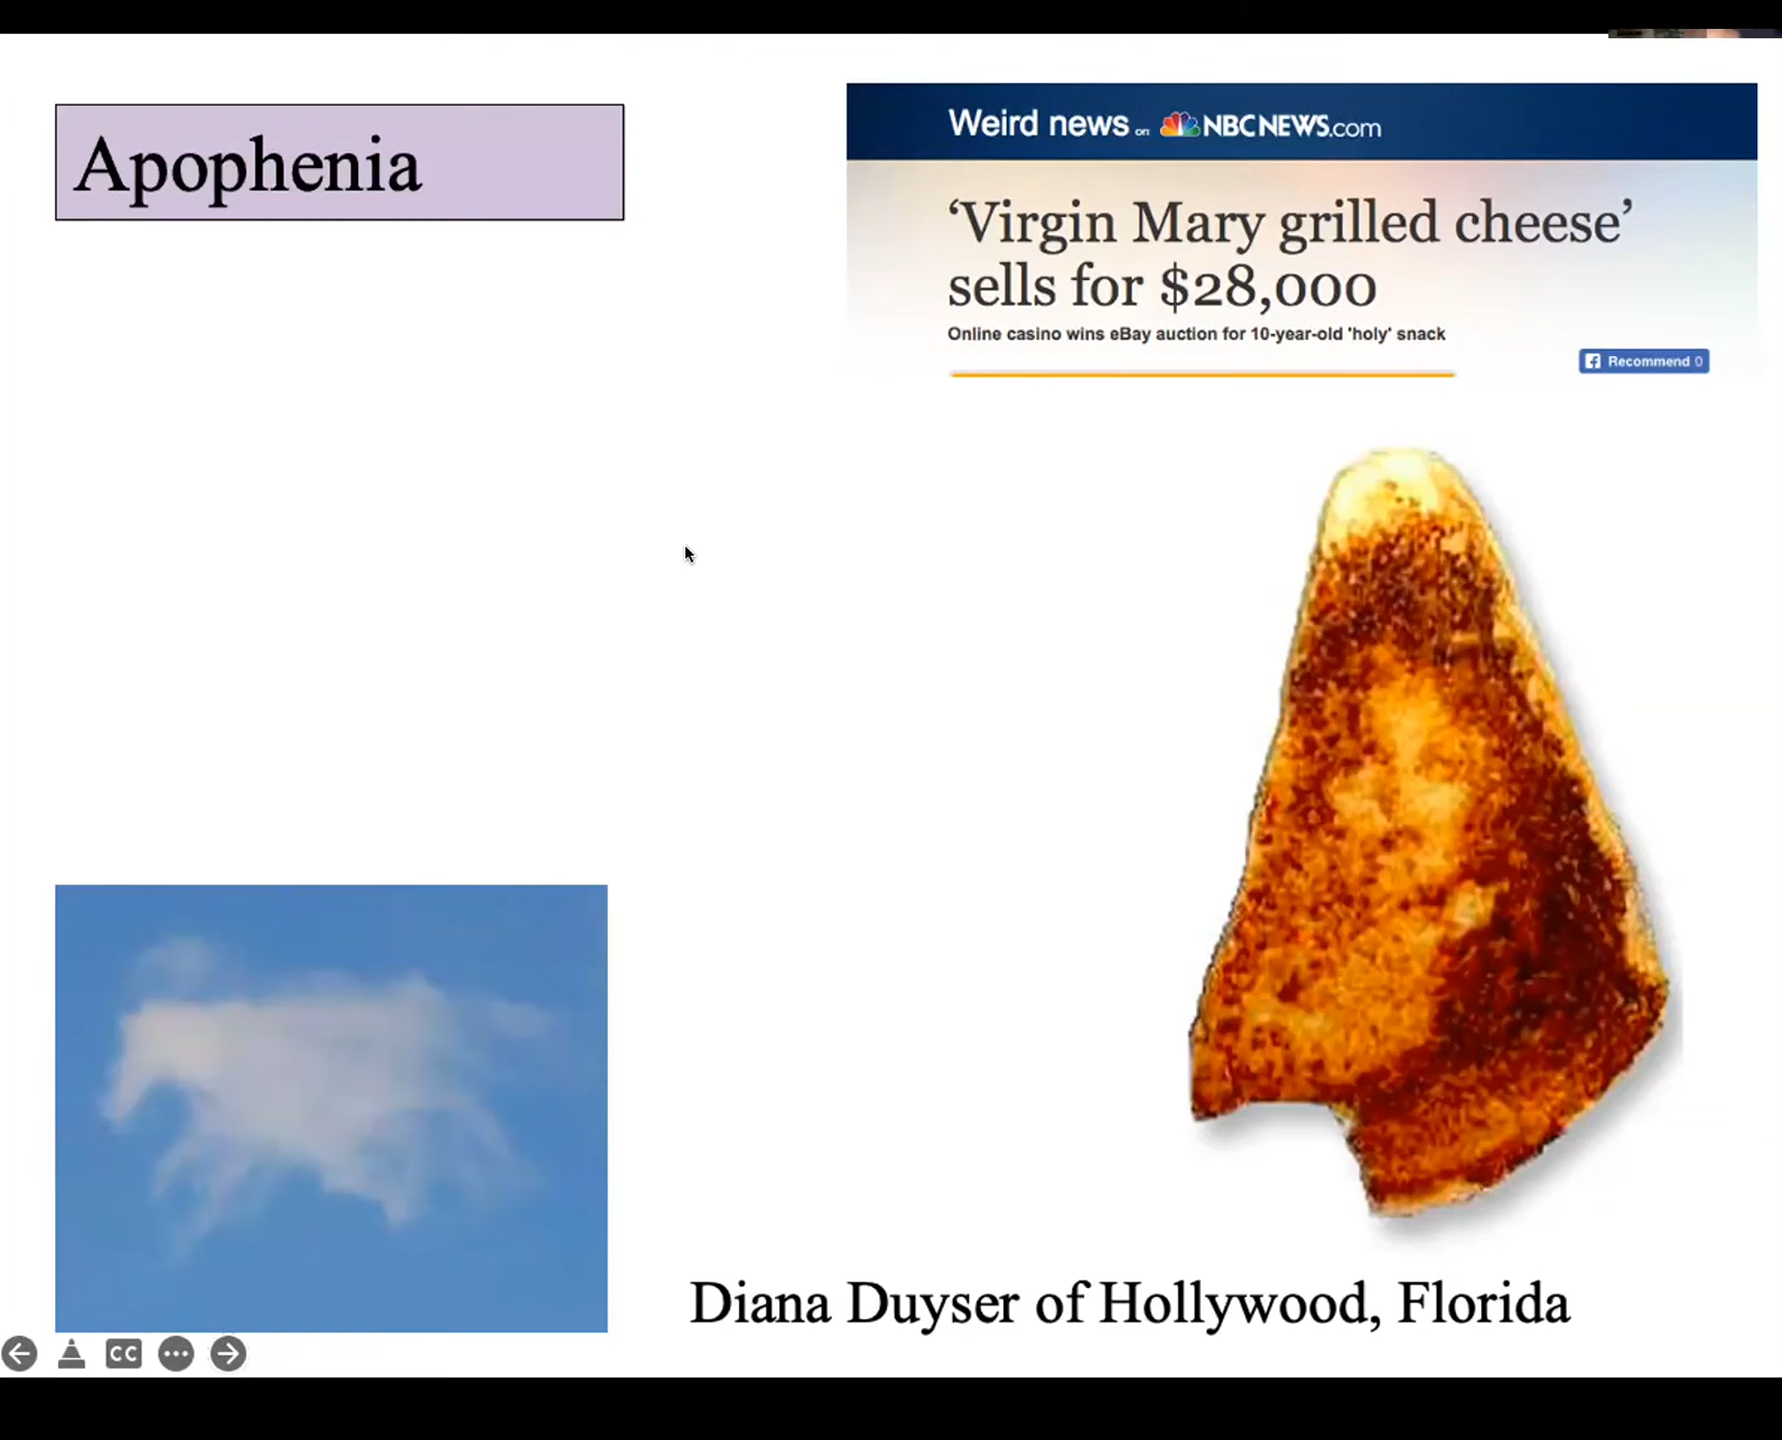 Apophenia
Weird news on NBCNEWS.com
‘Virgin Mary grilled cheese’
sells for $28,000
Online casino wins eBay auction for 10-year-old 'holy' snack
Recommend 0
Diana Duyser of Hollywood, Florida
CC